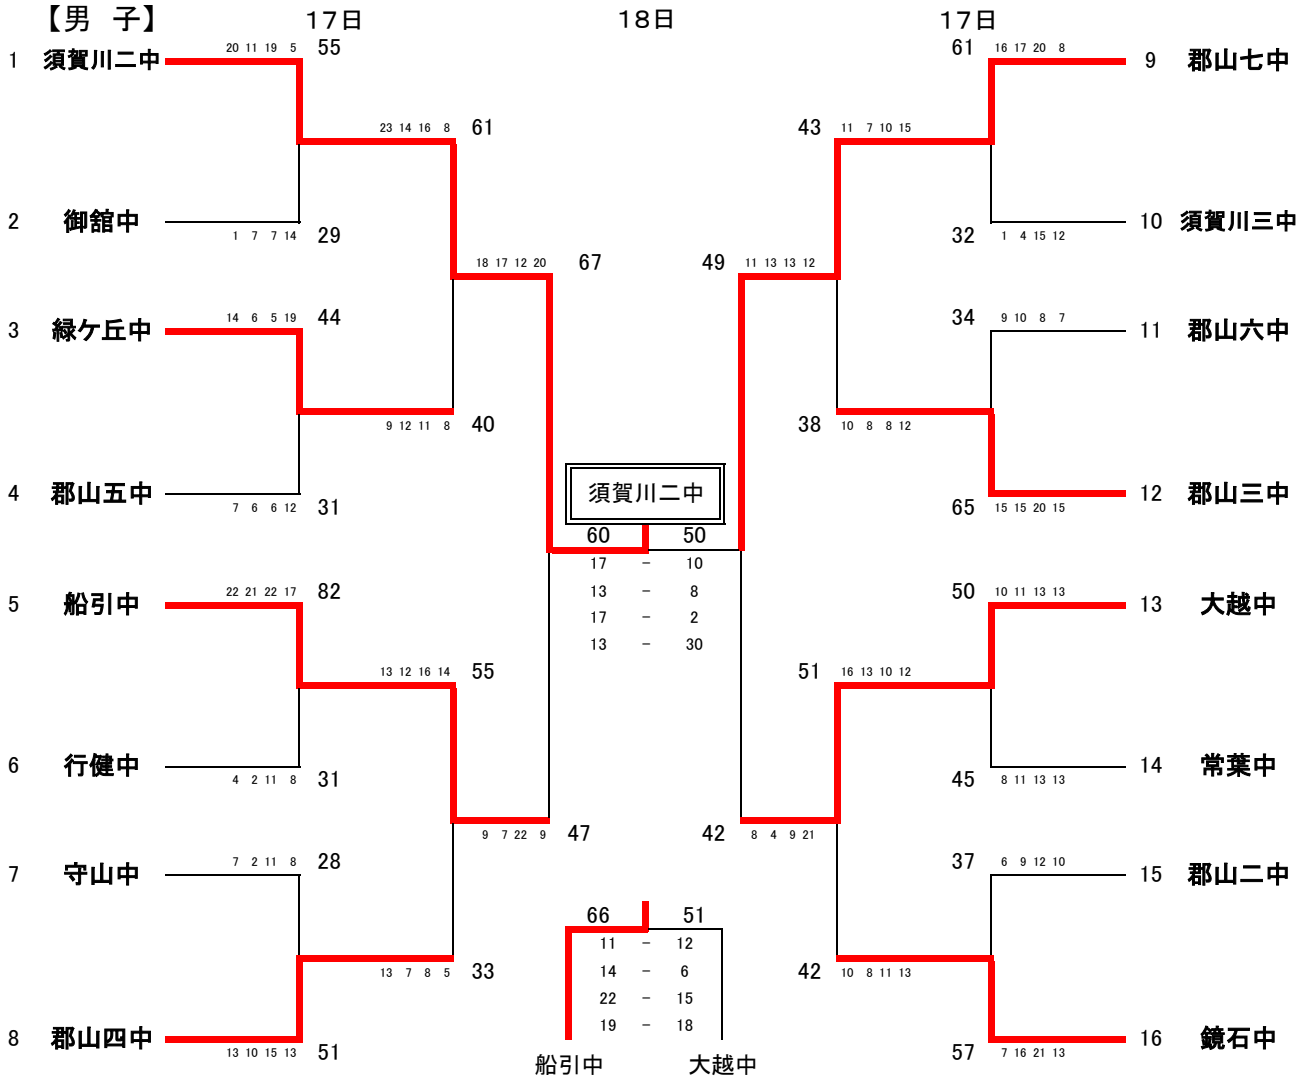 【男 子】 17日 18日 17日
20 11 19 5 55 61 16 17 20 8
1 須賀川二中 9 郡山七中
23 14 16 8 61 43 11 7 10 15
2 御舘中 10 須賀川三中
1 7 7 14 29 32 1 4 15 12
18 17 12 20 67 49 11 13 13 12
14 6 5 19 44 34 9 10 8 7
3 緑ケ丘中 11 郡山六中
9 12 11 8 40 38 10 8 8 12
4 郡山五中 須賀川二中 12 郡山三中
7 6 6 12 31 65 15 15 20 15
60 50
17 - 10
13 - 8
17 - 2
13 - 30
22 21 22 17 82 50 10 11 13 13
5 船引中 13 大越中
13 12 16 14 55 51 16 13 10 12
6 行健中 14 常葉中
4 2 11 8 31 45 8 11 13 13
9 7 22 9 47 42 8 4 9 21
7 2 11 8 28 37 6 9 12 10
7 守山中 15 郡山二中
66 51
11 - 12
14 - 6
22 - 15
19 - 18
13 7 8 5 33 42 10 8 11 13
8 郡山四中 16 鏡石中
13 10 15 13 51 57 7 16 21 13
船引中 大越中